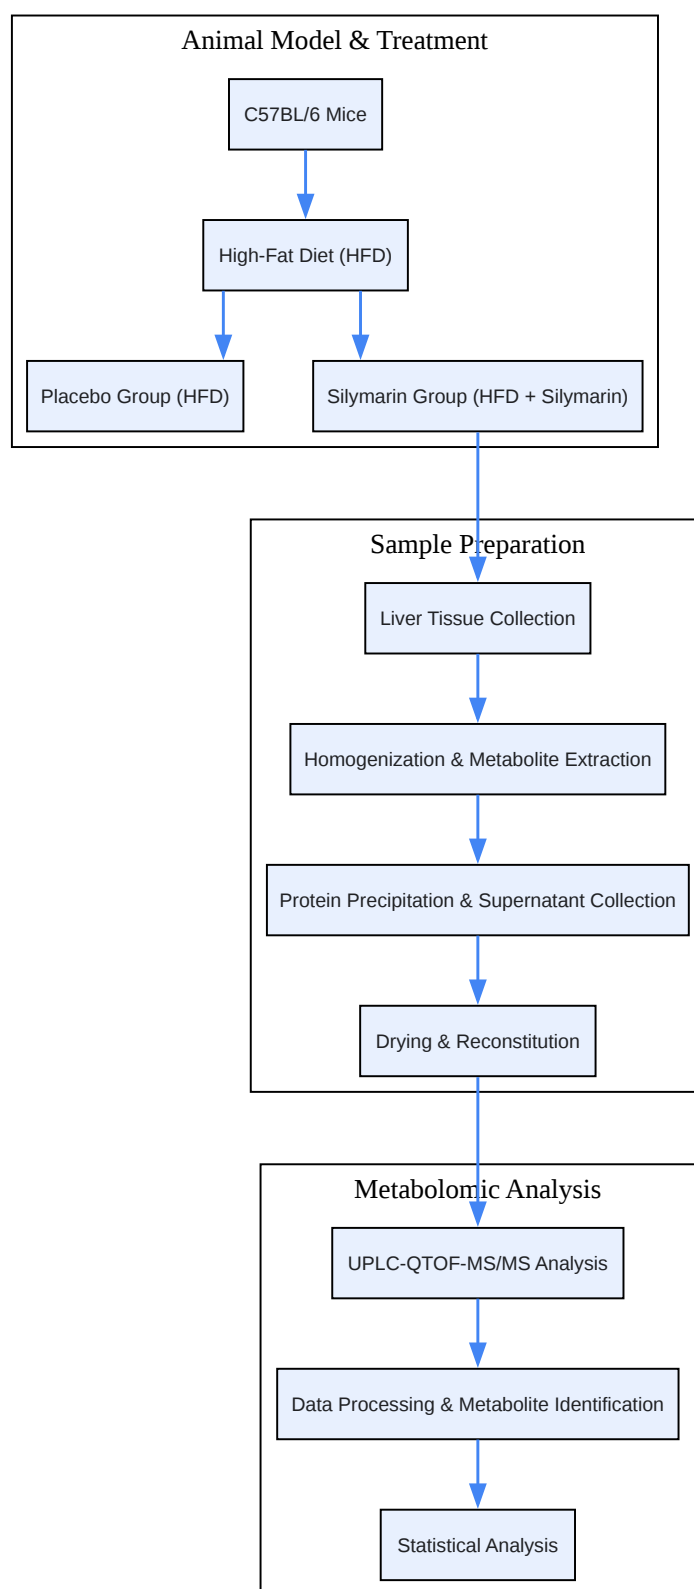 Animal Model & Treatment
C57BL/6 Mice
High-Fat Diet (HFD)
Placebo Group (HFD)
Silymarin Group (HFD + Silymarin)
Sample Preparation
Liver Tissue Collection
Homogenization & Metabolite Extraction
Protein Precipitation & Supernatant Collection
Drying & Reconstitution
Metabolomic Analysis
UPLC-QTOF-MS/MS Analysis
Data Processing & Metabolite Identification
Statistical Analysis